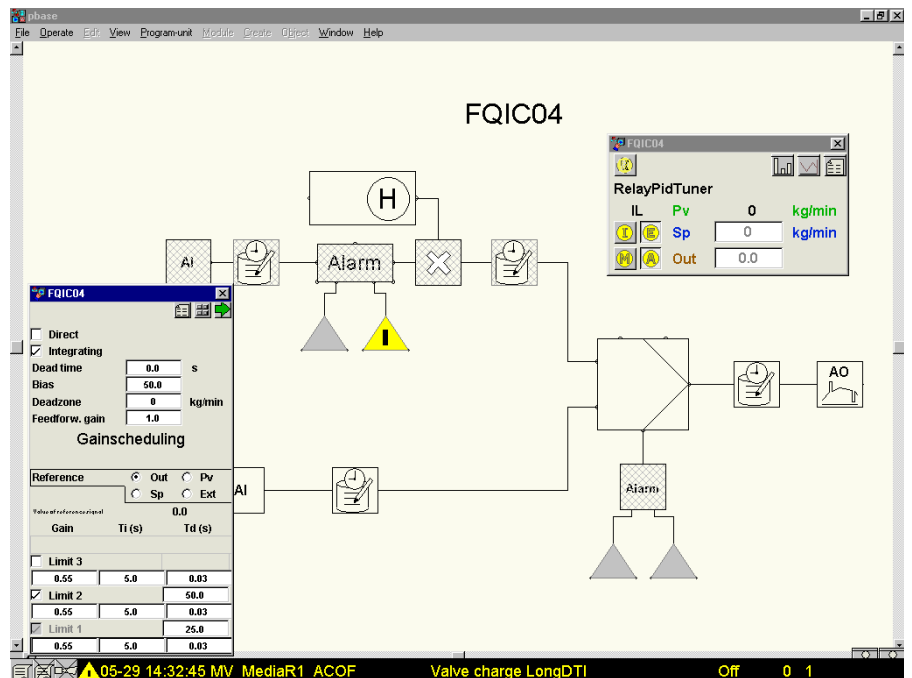 pbase
File Operate Edit View Program-unit Module Create Object Window Help
FQIC04
FQIC04
RelayPidTuner
IL Pv 0 kg/min
I E Sp 0 kg/min
M A Out 0.0
H
AI Alarm
I
FQIC04
Direct
Integrating
Dead time 0.0 s
Bias 50.0
Deadzone 0 kg/min
Feedforw. gain 1.0
Gainscheduling
Reference Out Pv
Sp Ext
Value of reference signal 0.0
Gain Ti (s) Td (s)
Limit 3
0.55 5.0 0.03
Limit 2 50.0
0.55 5.0 0.03
Limit 1 25.0
0.55 5.0 0.03
AI
AO
Alarm
05-29 14:32:45 MV MediaR1 ACOF Valve charge LongDTI Off 0 1